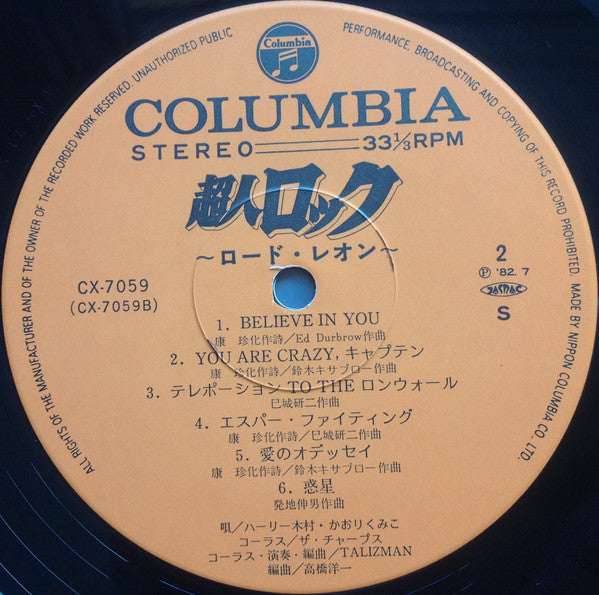 ALL RIGHTS OF THE MANUFACTURER AND OF THE OWNER OF THE RECORDED WORK RESERVED. UNAUTHORIZED PUBLIC PERFORMANCE, BROADCASTING AND COPYING OF THIS RECORD PROHIBITED. MADE BY NIPPON COLUMBIA CO., LTD.
Columbia
COLUMBIA
STEREO 33⅓RPM
超人ロック
〜ロード・レオン〜
CX-7059
(CX-7059B)
2
Ⓟ '82. 7
JASRAC
S
1. BELIEVE IN YOU
康 珍化作詩/Ed Durbrow作曲
2. YOU ARE CRAZY, キャプテン
康 珍化作詩/鈴木キサブロー作曲
3. テレポーション TO THE ロンウォール
巳城研二作曲
4. エスパー・ファイティング
康 珍化作詩/巳城研二作曲
5. 愛のオデッセイ
康 珍化作詩/鈴木キサブロー作曲
6. 惑星
発地伸男作曲
唄/ハーリー木村・かおりくみこ
コーラス/ザ・チャープス
コーラス・演奏・編曲/TALIZMAN
編曲/高橋洋一